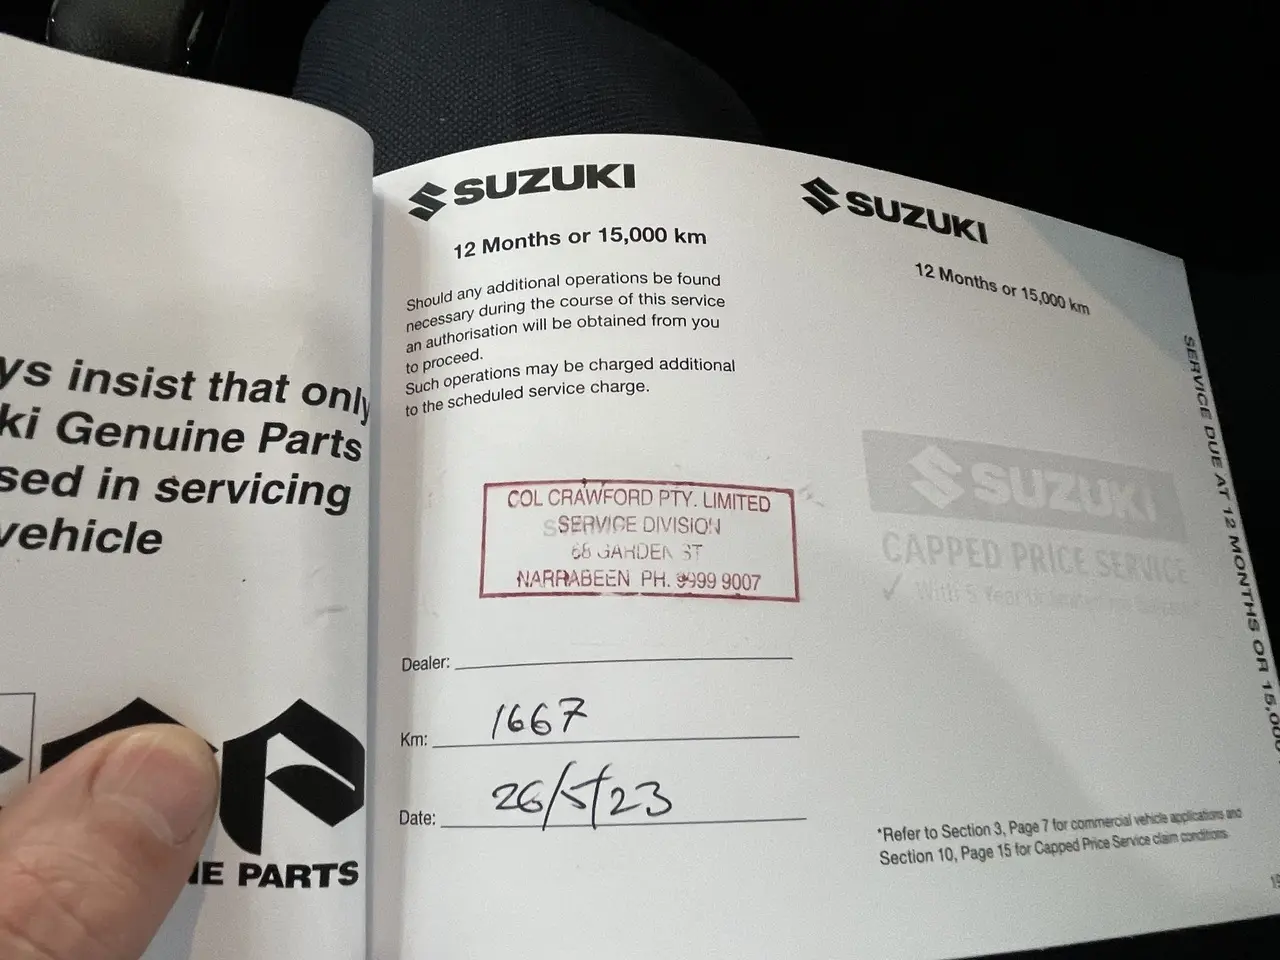 ys insist that only
ki Genuine Parts
sed in servicing
vehicle
PARTS
SUZUKI
12 Months or 15,000 km
Should any additional operations be found
necessary during the course of this service
an authorisation will be obtained from you
to proceed.
Such operations may be charged additional
to the scheduled service charge.
COL CRAWFORD PTY. LIMITED
SERVICE DIVISION
68 GARDEN ST
NARRABEEN PH. 9999 9007
Dealer:
Km: 1667
Date: 26/5/23
SUZUKI
12 Months or 15,000 km
SUZUKI
CAPPED PRICE SERVICE
With 5 Year
*Refer to Section 3, Page 7 for commercial vehicle applications and
Section 10, Page 15 for Capped Price Service claim conditions
SERVICE DUE AT 12 MONTHS OR 15,000